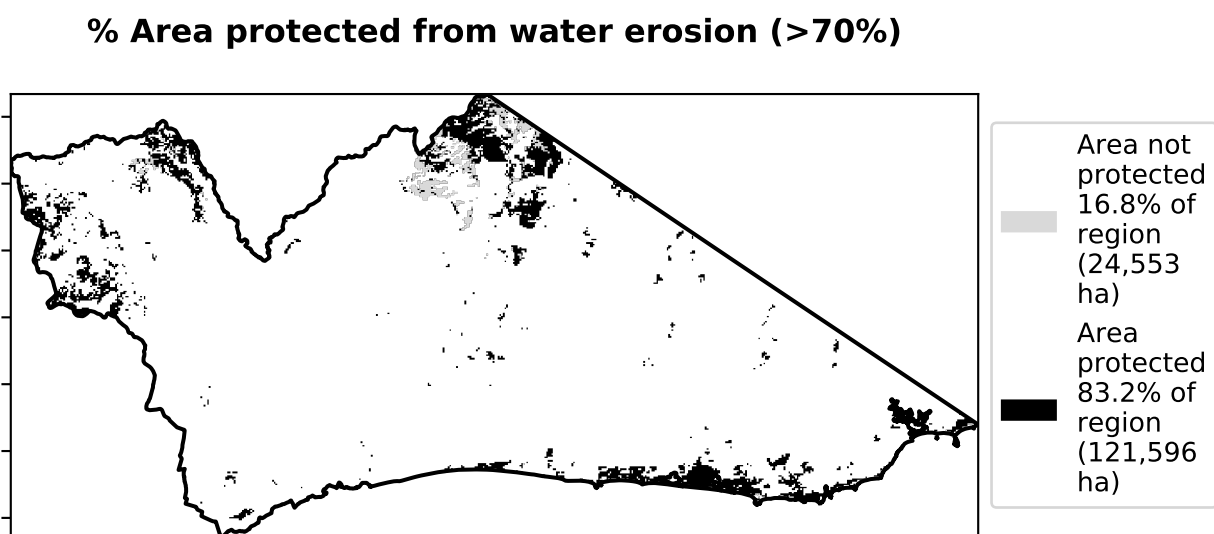 % Area protected from water erosion (>70%)
Area not
protected
16.8% of
region
(24,553
ha)
Area
protected
83.2% of
region
(121,596
ha)